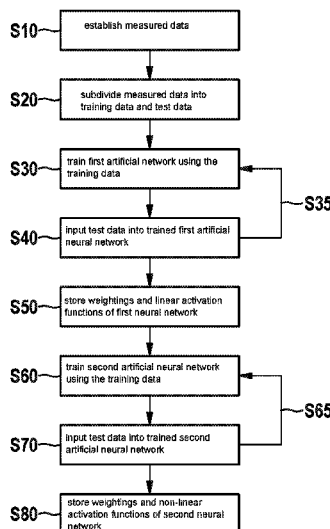 S10
establish measured data
S20
subdivide measured data into
training data and test data
S30
train first artificial network using the
training data
S35
S40
input test data into trained first artificial
neural network
S50
store weightings and linear activation
functions of first neural network
S60
train second artificial neural network
using the training data
S65
S70
input test data into trained second
artificial neural network
S80
store weightings and non-linear
activation functions of second neural
network